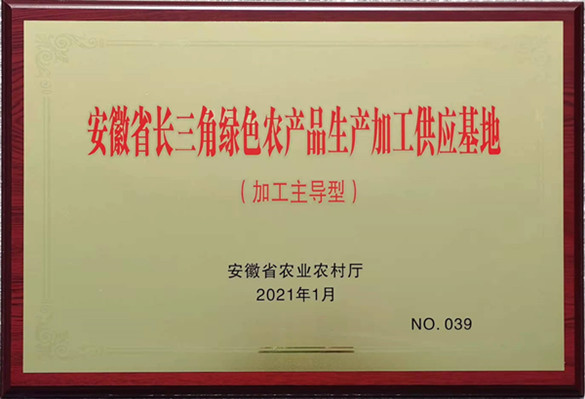 安徽省长三角绿色农产品生产加工供应基地
（加工主导型）
安徽省农业农村厅
2021年1月
NO. 039